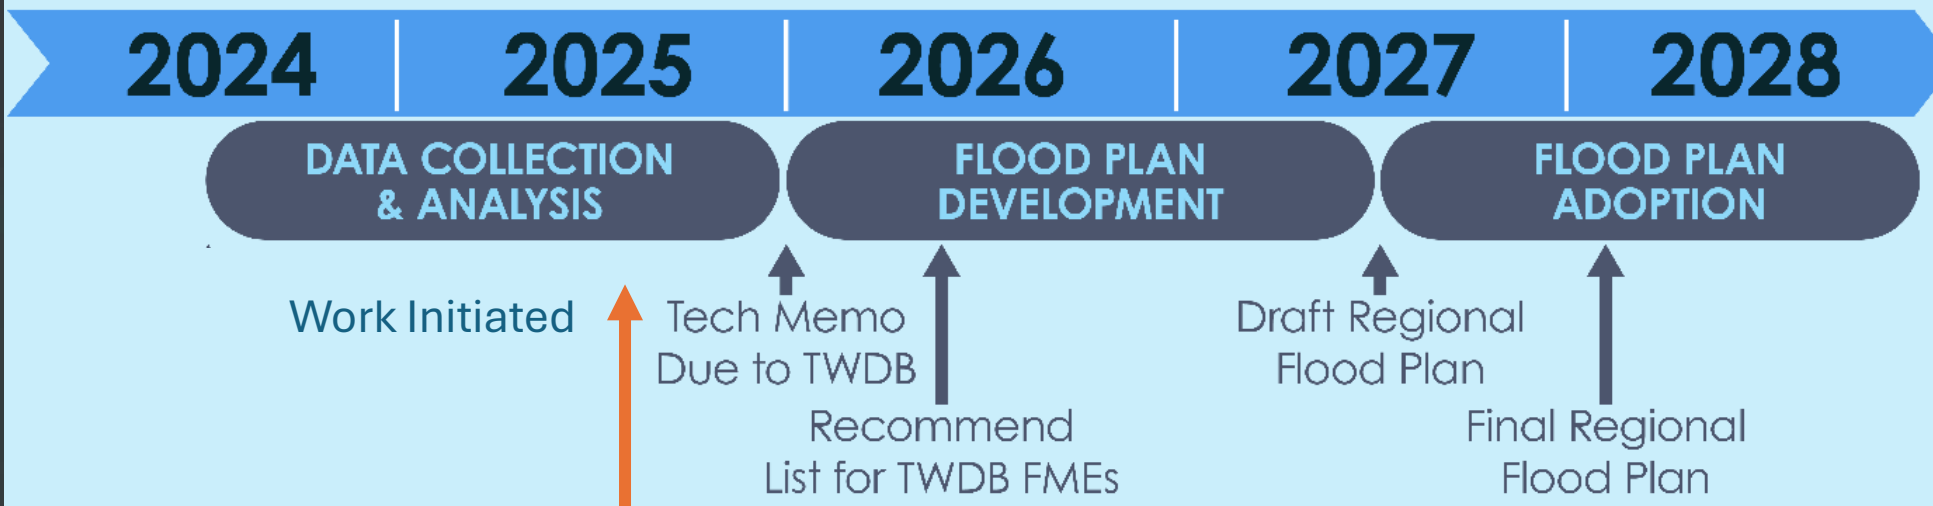 2024 2025 2026 2027 2028
DATA COLLECTION
& ANALYSIS
FLOOD PLAN
DEVELOPMENT
FLOOD PLAN
ADOPTION
Work Initiated
Tech Memo
Due to TWDB
Recommend
List for TWDB FMEs
Draft Regional
Flood Plan
Final Regional
Flood Plan